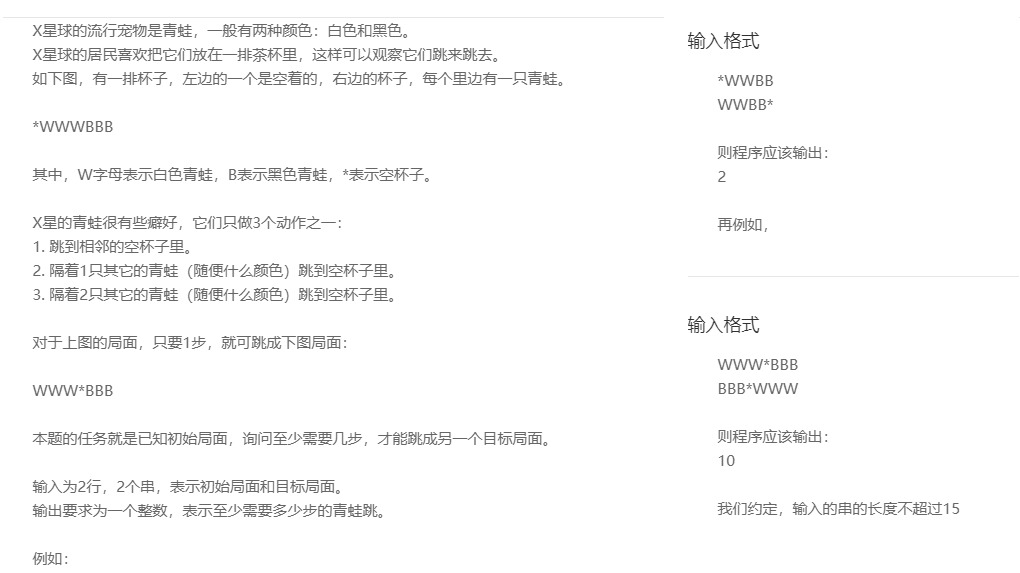 X星球的流行宠物是青蛙，一般有两种颜色：白色和黑色。
X星球的居民喜欢把它们放在一排茶杯里，这样可以观察它们跳来跳去。
如下图，有一排杯子，左边的一个是空着的，右边的杯子，每个里边有一只青蛙。
*WWWBBB
其中，W字母表示白色青蛙，B表示黑色青蛙，*表示空杯子。
X星的青蛙很有些癖好，它们只做3个动作之一：
1. 跳到相邻的空杯子里。
2. 隔着1只其它的青蛙（随便什么颜色）跳到空杯子里。
3. 隔着2只其它的青蛙（随便什么颜色）跳到空杯子里。
对于上图的局面，只要1步，就可跳成下图局面：
WWW*BBB
本题的任务就是已知初始局面，询问至少需要几步，才能跳成另一个目标局面。
输入为2行，2个串，表示初始局面和目标局面。
输出要求为一个整数，表示至少需要多少步的青蛙跳。
例如：
输入格式
*WWBB
WWBB*
则程序应该输出：
2
再例如，
输入格式
WWW*BBB
BBB*WWW
则程序应该输出：
10
我们约定，输入的串的长度不超过15